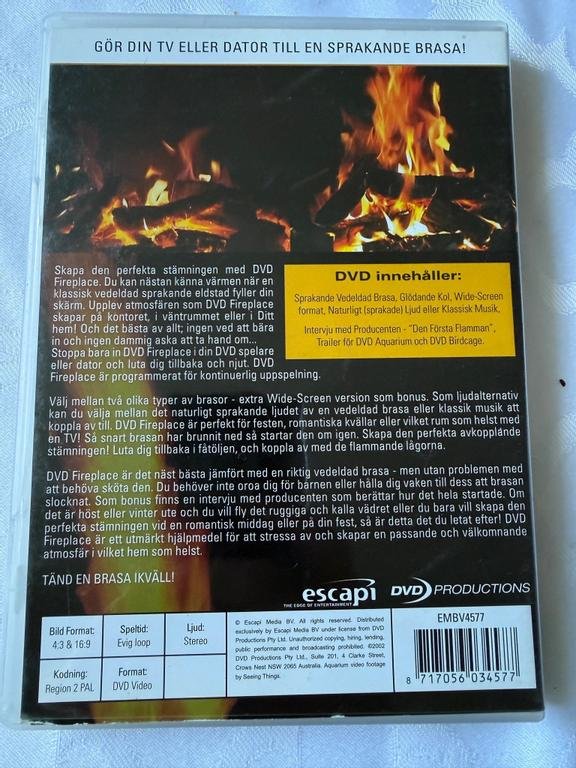 GÖR DIN TV ELLER DATOR TILL EN SPRAKANDE BRASA!
Skapa den perfekta stämningen med DVD
Fireplace. Du kan nästan känna värmen när en
klassisk vedeldad sprakande eldstad fyller din
skärm. Upplev atmosfären som DVD Fireplace
skapar på kontoret, i väntrummet eller i Ditt
hem! Och det bästa av allt; ingen ved att bära
in och ingen dammig aska att ta hand om...
Stoppa bara in DVD Fireplace i din DVD spelare
eller dator och luta dig tillbaka och njut. DVD
Fireplace är programmerat för kontinuerlig uppspelning.
DVD innehåller:
Sprakande Vedeldad Brasa, Glödande Kol, Wide-Screen
format, Naturligt (sprakade) Ljud eller Klassisk Musik,
Intervju med Producenten - "Den Första Flamman",
Trailer för DVD Aquarium och DVD Birdcage.
Välj mellan två olika typer av brasor - extra Wide-Screen version som bonus. Som ljudalternativ
kan du välja mellan det naturligt sprakande ljudet av en vedeldad brasa eller klassik musik att
koppla av till. DVD Fireplace är perfekt för festen, romantiska kvällar eller vilket rum som helst med
en TV! Så snart brasan har brunnit ned så startar den om igen. Skapa den perfekta avkopplande
stämningen! Luta dig tillbaka i fåtöljen, och koppla av med de flammande lågorna.
DVD Fireplace är det näst bästa jämfört med en riktig vedeldad brasa - men utan problemen med
att behöva sköta den. Du behöver inte oroa dig för barnen eller hålla dig vaken till dess att brasan
slocknat. Som bonus finns en intervju med producenten som berättar hur det hela startade. Om
det är höst eller vinter ute och du vill fly det ruggiga och kalla vädret eller du bara vill skapa den
perfekta stämningen vid en romantisk middag eller på din fest, så är detta det du letat efter! DVD
Fireplace är ett utmärkt hjälpmedel för att stressa av och skapar en passande och välkomnande
atmosfär i vilket hem som helst.
TÄND EN BRASA IKVÄLL!
escapi
THE EDGE OF ENTERTAINMENT
DVD PRODUCTIONS
Bild Format:
4:3 & 16:9
Speltid:
Evig loop
Ljud:
Stereo
Kodning:
Region 2 PAL
Format:
DVD Video
© Escapi Media BV. All rights reserved. Distributed
exclusively by Escapi Media BV under license from DVD
Productions Pty Ltd. Unauthorized copying, hiring, lending,
public performance and broadcasting prohibited. ©2002
DVD Productions Pty Ltd., Suite 201, 4 Clarke Street,
Crows Nest NSW 2065 Australia. Aquarium video footage
by Seeing Things.
EMBV4577
8 717056 034577